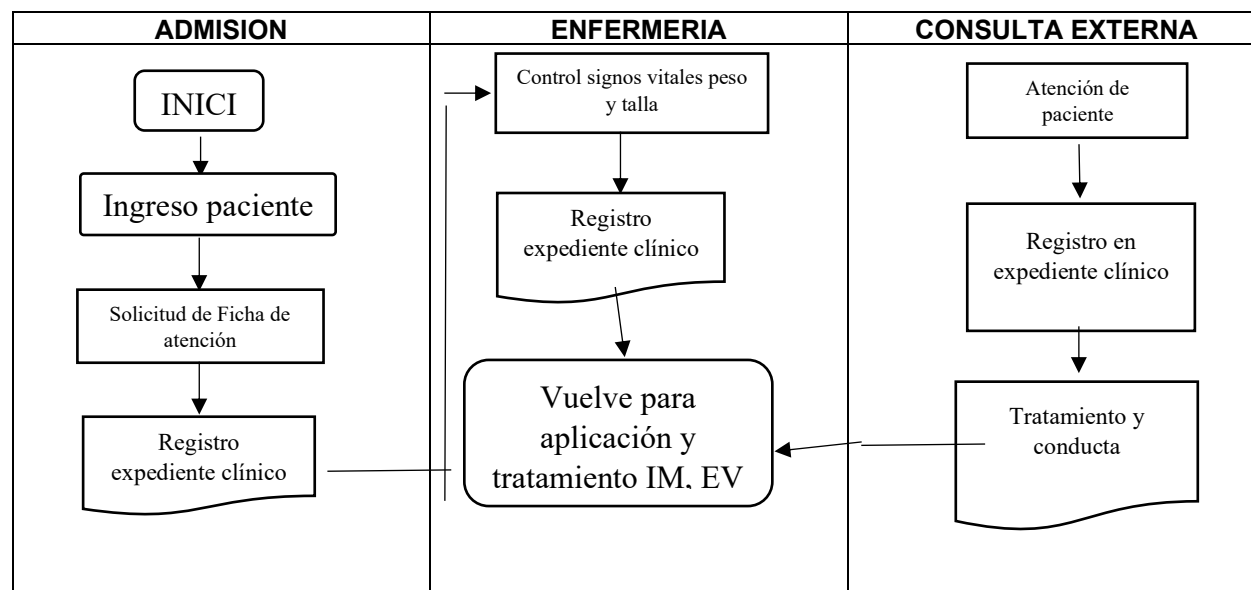 ADMISION
INICI
Ingreso paciente
Solicitud de Ficha de
atención
Registro
expediente clínico
ENFERMERIA
Control signos vitales peso
y talla
Registro
expediente clínico
Vuelve para
aplicación y
tratamiento IM, EV
CONSULTA EXTERNA
Atención de
paciente
Registro en
expediente clínico
Tratamiento y
conducta